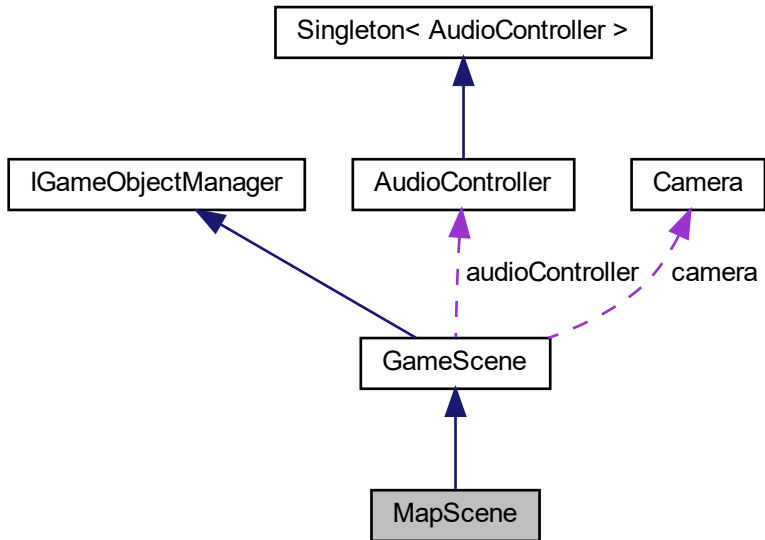 Singleton< AudioController >
IGameObjectManager
AudioController
Camera
audioController
camera
GameScene
MapScene